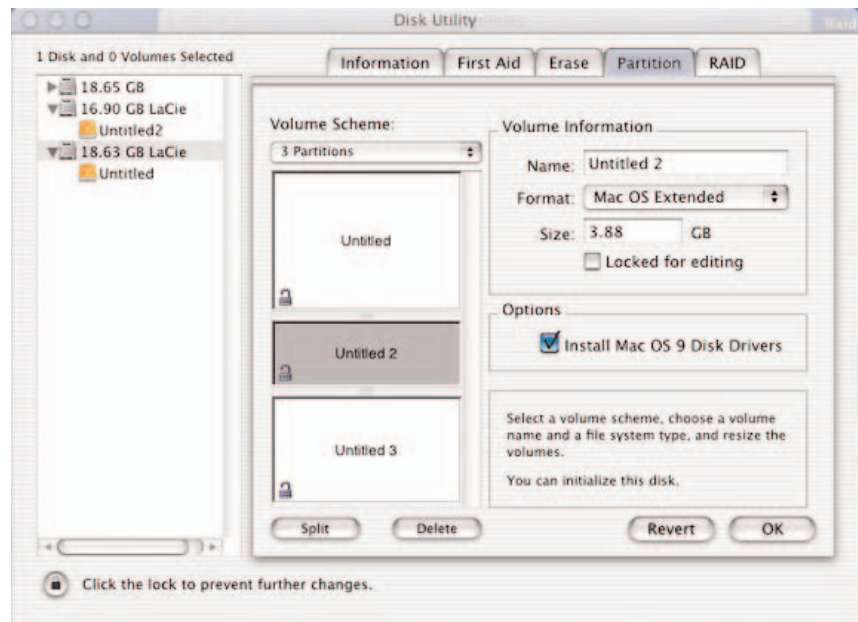 Disk Utility
1 Disk and 0 Volumes Selected
18.65 GB
16.90 GB LaCie
Untitled2
18.63 GB LaCie
Untitled
Information
First Aid
Erase
Partition
RAID
Volume Scheme:
3 Partitions
Untitled
Untitled 2
Untitled 3
Split
Delete
Volume Information
Name: Untitled 2
Format: Mac OS Extended
Size: 3.88 GB
Locked for editing
Options
Install Mac OS 9 Disk Drivers
Select a volume scheme, choose a volume
name and a file system type, and resize the
volumes.
You can initialize this disk.
Revert
OK
Click the lock to prevent further changes.